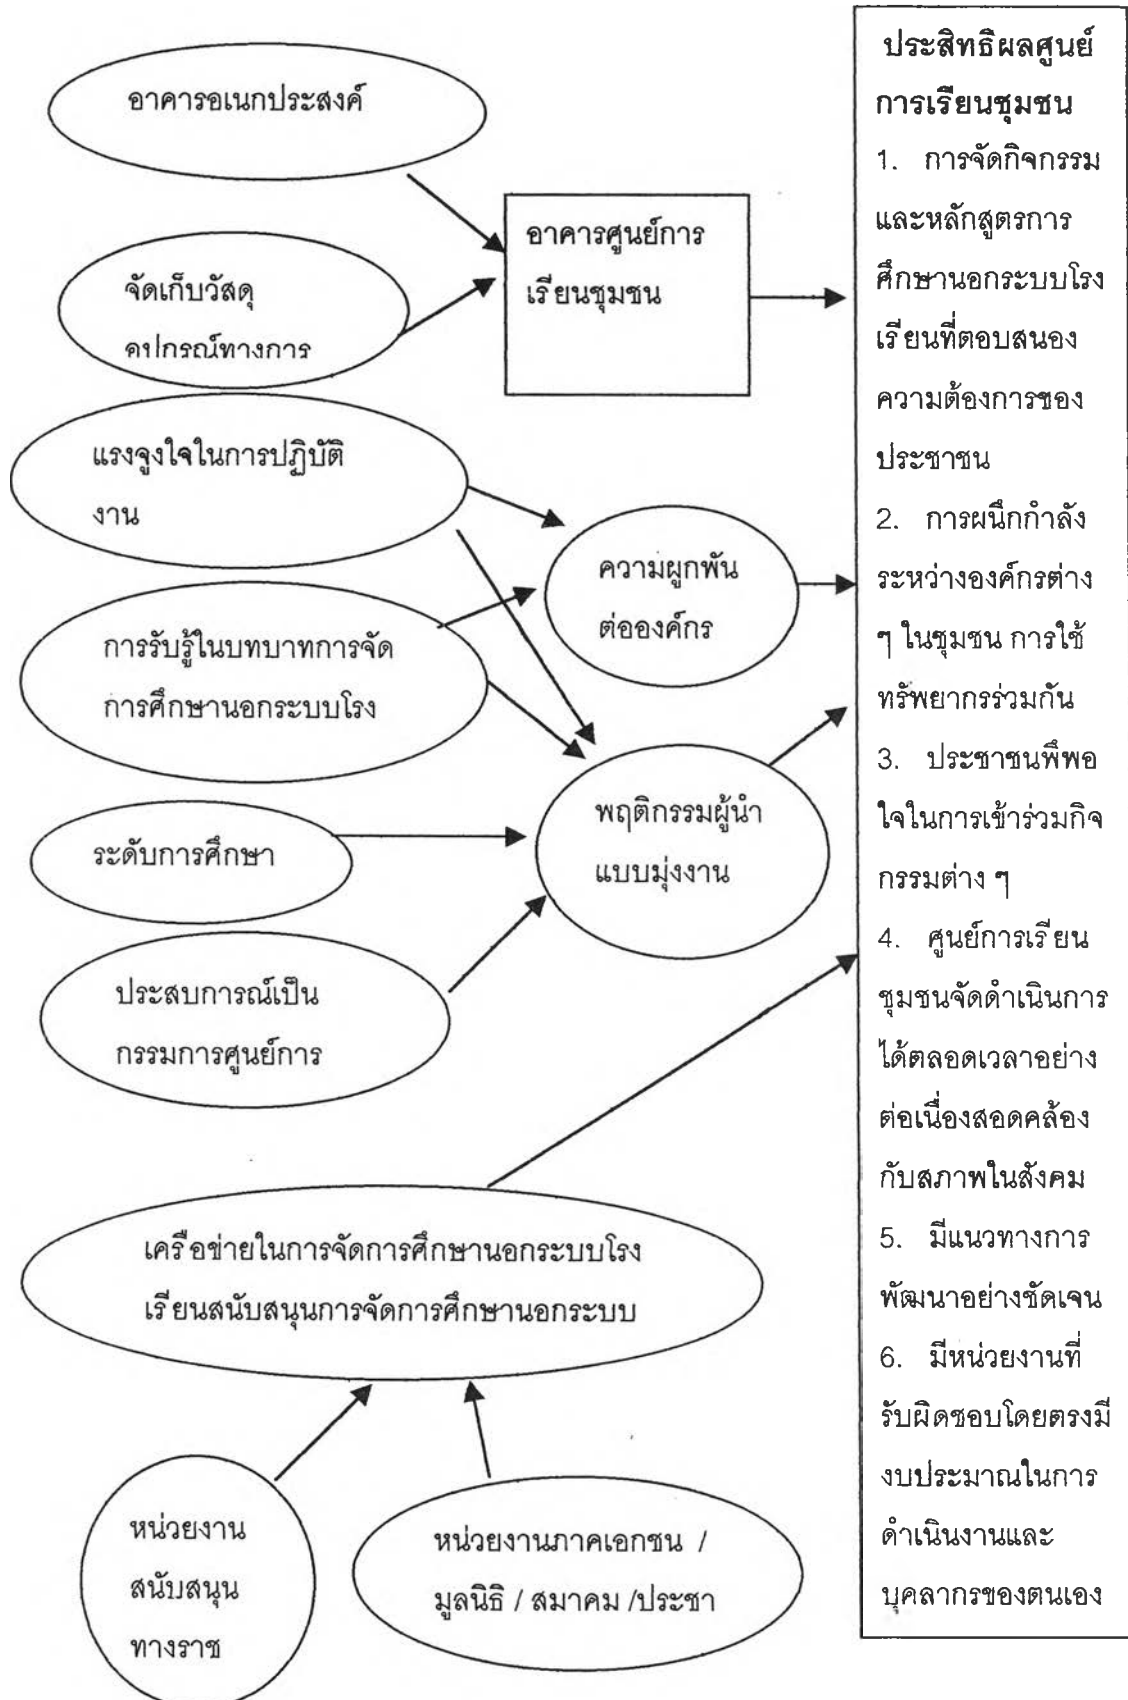 อาคารอเนกประสงค์
จัดเก็บวัสดุ
อุปกรณ์ทางการ
อาคารศูนย์การ
เรียนชุมชน
แรงจูงใจในการปฏิบัติ
งาน
ความผูกพัน
ต่อองค์กร
การรับรู้ในบทบาทการจัด
การศึกษานอกระบบโรง
พฤติกรรมผู้นำ
แบบมุ่งงาน
ระดับการศึกษา
ประสบการณ์เป็น
กรรมการศูนย์การ
เครือข่ายในการจัดการศึกษานอกระบบโรง
เรียนสนับสนุนการจัดการศึกษานอกระบบ
หน่วยงาน
สนับสนุน
ทางราช
หน่วยงานภาคเอกชน /
มูลนิธิ / สมาคม /ประชา
ประสิทธิผลศูนย์
การเรียนชุมชน
1. การจัดกิจกรรม
และหลักสูตรการ
ศึกษานอกระบบโรง
เรียนที่ตอบสนอง
ความต้องการของ
ประชาชน
2. การผนึกกำลัง
ระหว่างองค์กรต่าง
ๆ ในชุมชน การใช้
ทรัพยากรร่วมกัน
3. ประชาชนพึพอ
ใจในการเข้าร่วมกิจ
กรรมต่าง ๆ
4. ศูนย์การเรียน
ชุมชนจัดดำเนินการ
ได้ตลอดเวลาอย่าง
ต่อเนื่องสอดคล้อง
กับสภาพในสังคม
5. มีแนวทางการ
พัฒนาอย่างชัดเจน
6. มีหน่วยงานที่
รับผิดชอบโดยตรงมี
งบประมาณในการ
ดำเนินงานและ
บุคลากรของตนเอง